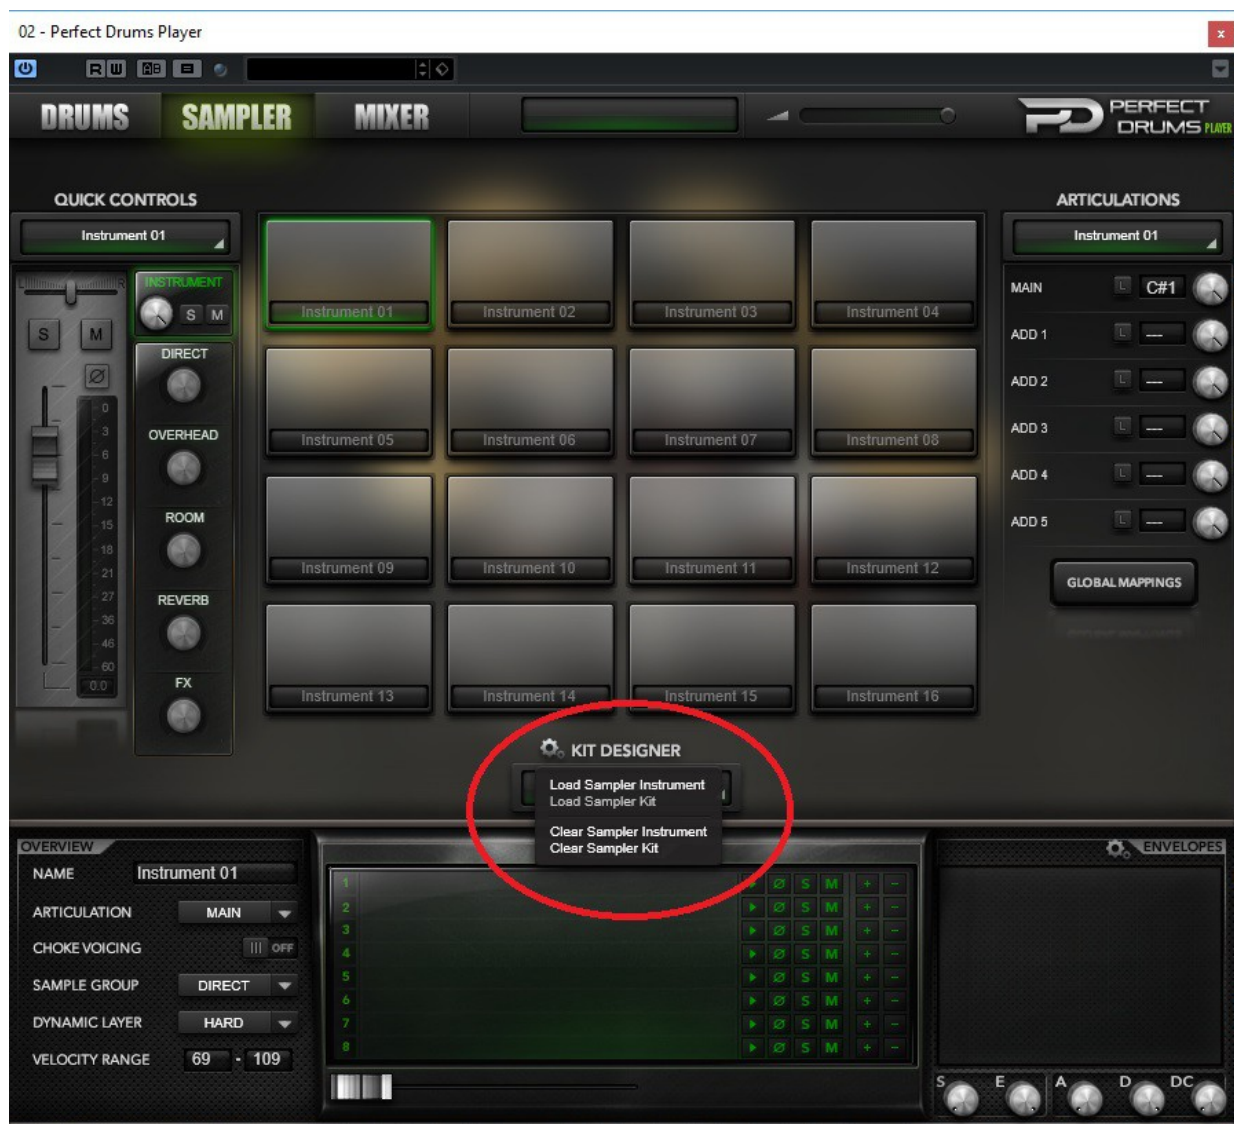 02 - Perfect Drums Player
x
R W AB
DRUMS SAMPLER MIXER
PERFECT
DRUMS PLAYER
QUICK CONTROLS
ARTICULATIONS
Instrument 01
Instrument 01
L R
INSTRUMENT
S M
S M
DIRECT
OVERHEAD
ROOM
REVERB
FX
Ø
0
3
6
9
12
15
18
21
27
36
46
60
0.0
Instrument 01 Instrument 02 Instrument 03 Instrument 04
Instrument 05 Instrument 06 Instrument 07 Instrument 08
Instrument 09 Instrument 10 Instrument 11 Instrument 12
Instrument 13 Instrument 14 Instrument 15 Instrument 16
MAIN L C#1
ADD 1 L ---
ADD 2 L ---
ADD 3 L ---
ADD 4 L ---
ADD 5 L ---
GLOBAL MAPPINGS
KIT DESIGNER
Load Sampler Instrument
Load Sampler Kit
Clear Sampler Instrument
Clear Sampler Kit
OVERVIEW
NAME Instrument 01
ARTICULATION MAIN
CHOKE VOICING OFF
SAMPLE GROUP DIRECT
DYNAMIC LAYER HARD
VELOCITY RANGE 69 - 109
1 Ø S M + -
2 Ø S M + -
3 Ø S M + -
4 Ø S M + -
5 Ø S M + -
6 Ø S M + -
7 Ø S M + -
8 Ø S M + -
ENVELOPES
S E A D DC